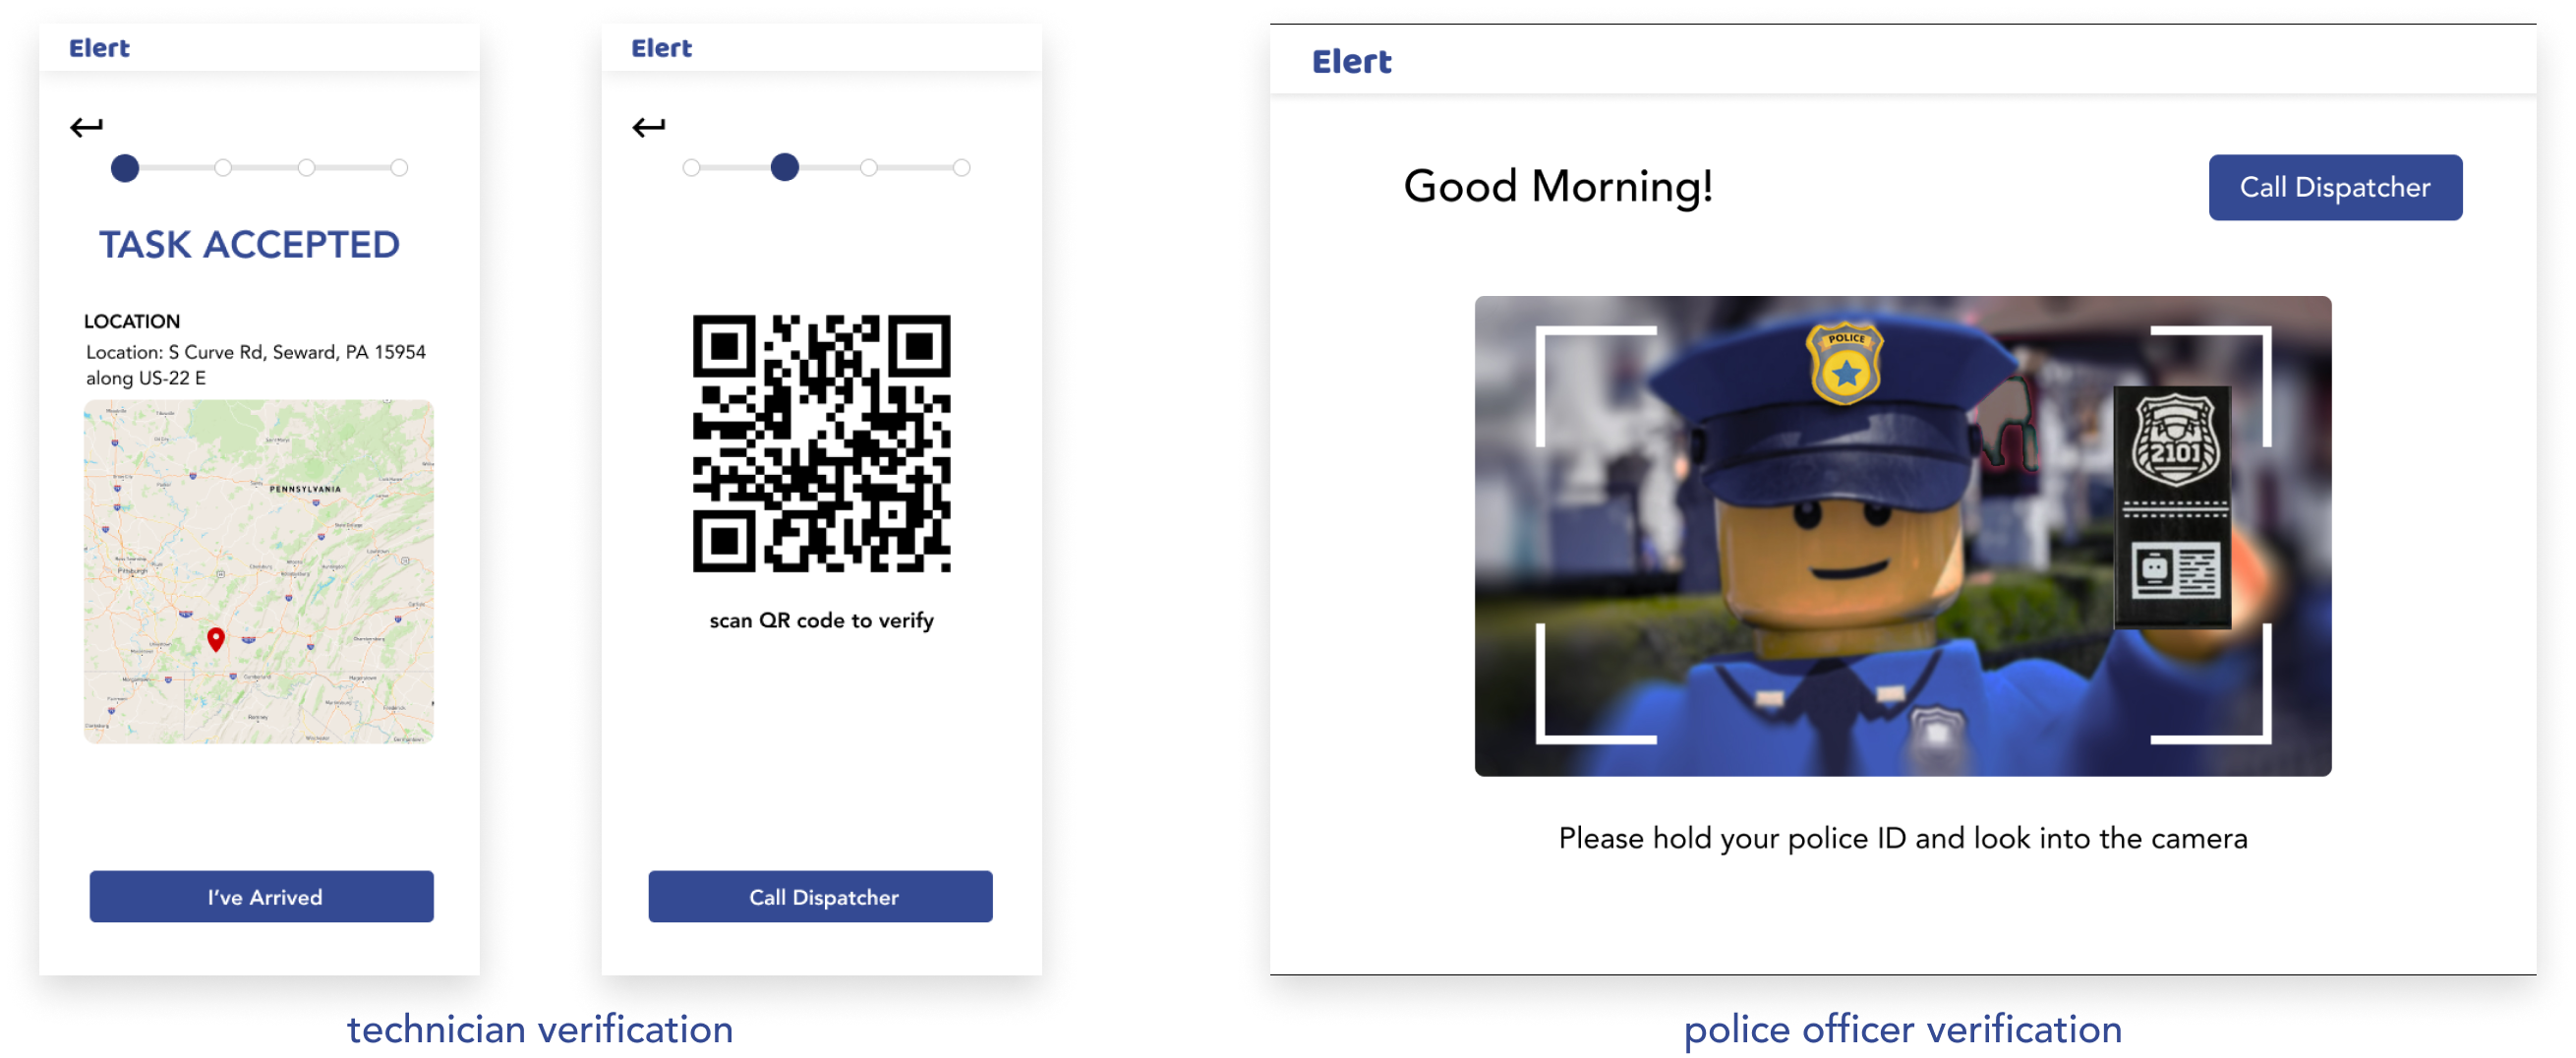 Elert
TASK ACCEPTED
LOCATION
Location: S Curve Rd, Seward, PA 15954
along US-22 E
PENNSYLVANIA
Pittsburgh
I've Arrived
Elert
scan QR code to verify
Call Dispatcher
technician verification
Elert
Good Morning!
Call Dispatcher
POLICE
2101
Please hold your police ID and look into the camera
police officer verification